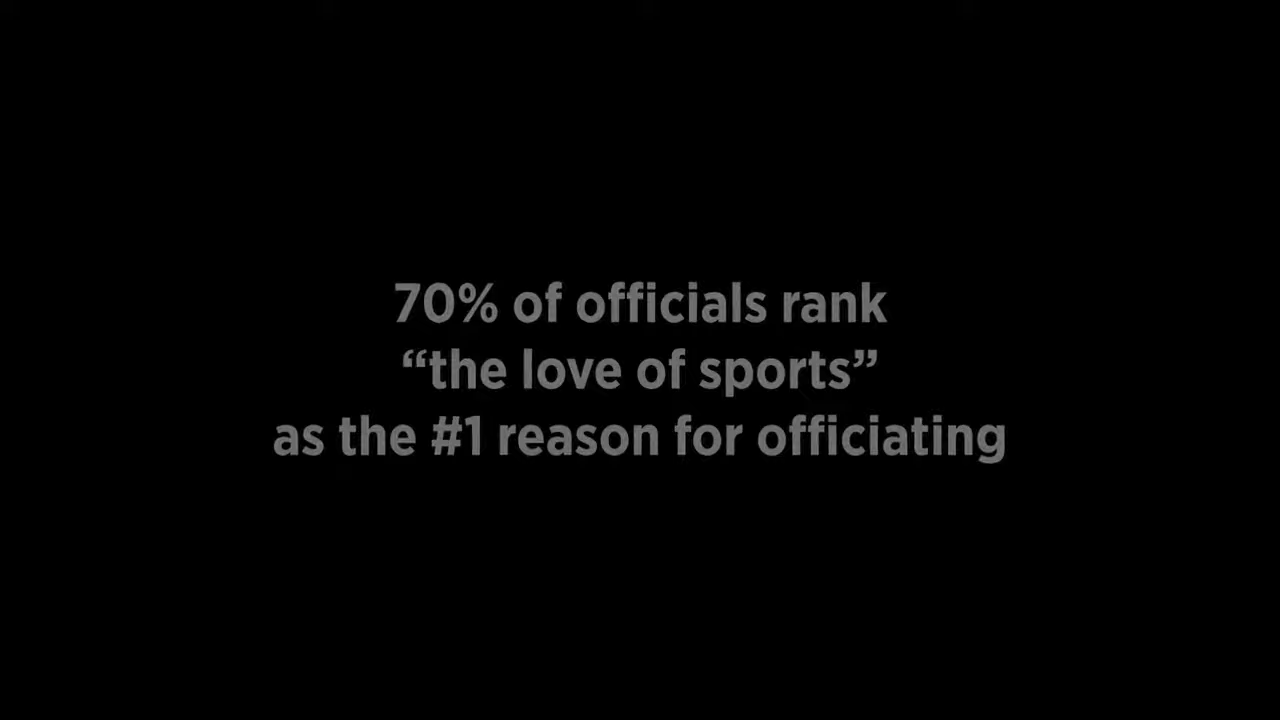 70% of officials rank
“the love of sports”
as the #1 reason for officiating